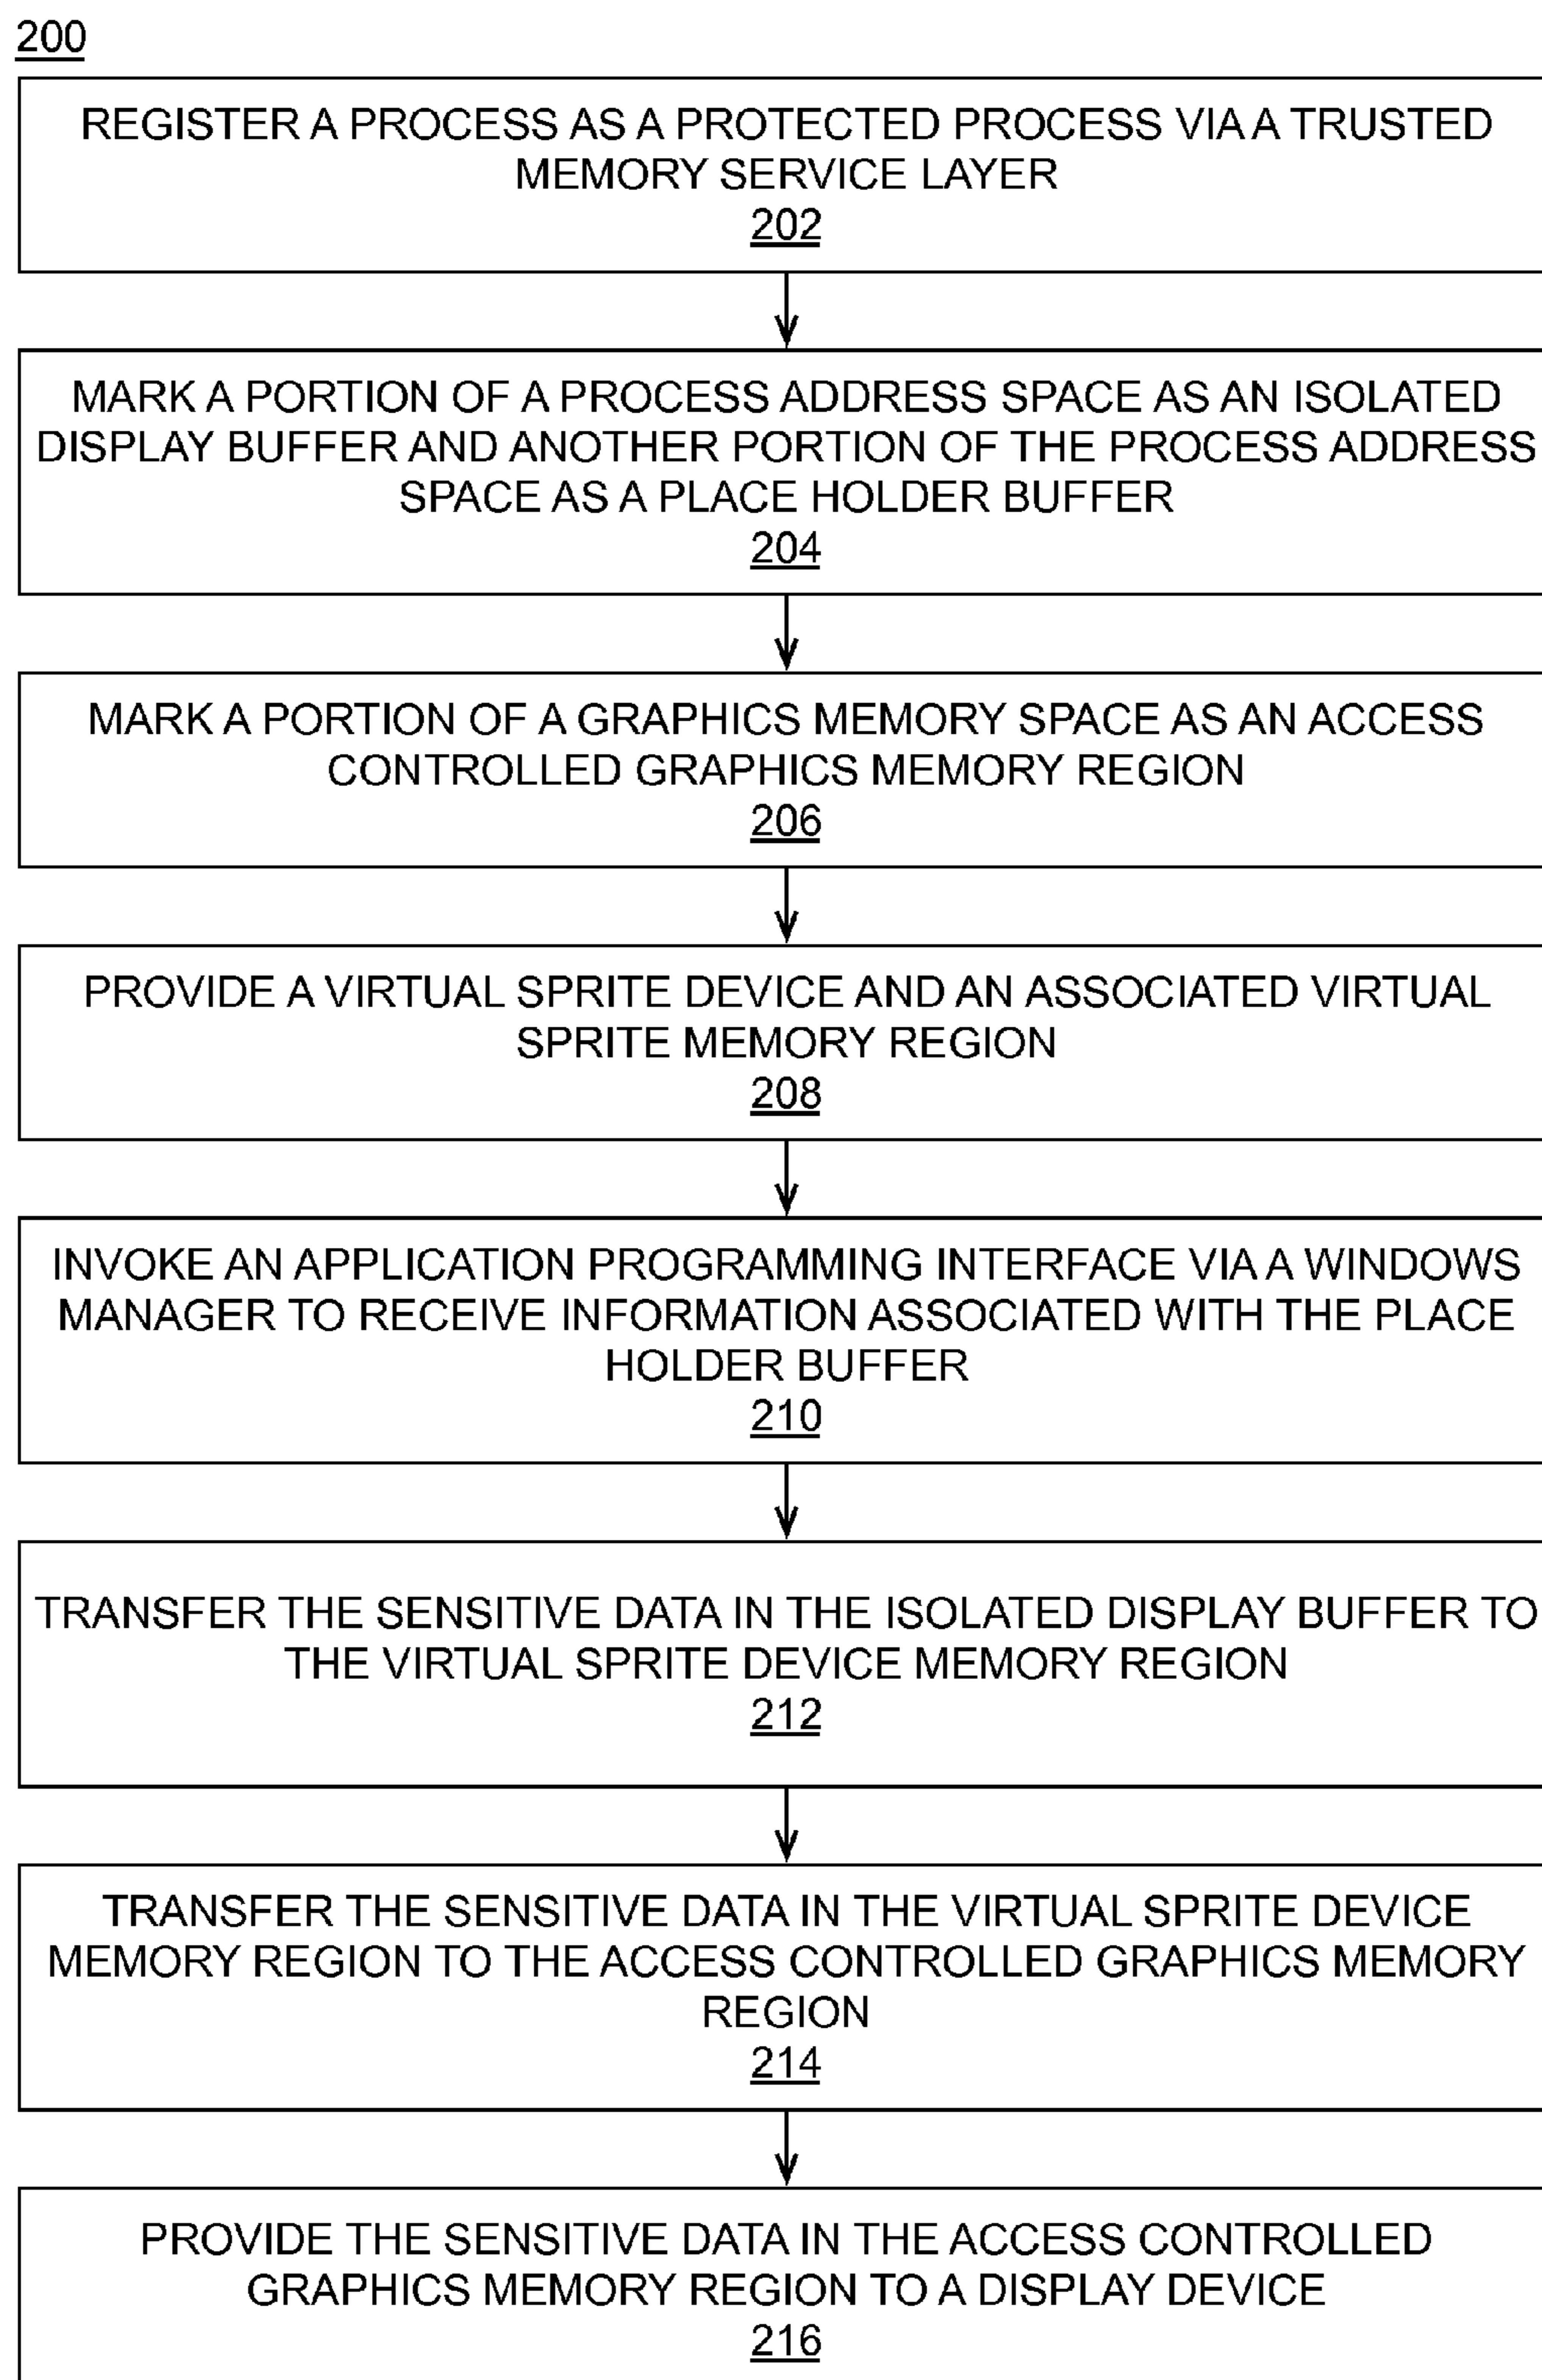 200
REGISTER A PROCESS AS A PROTECTED PROCESS VIA A TRUSTED
MEMORY SERVICE LAYER
202
MARK A PORTION OF A PROCESS ADDRESS SPACE AS AN ISOLATED
DISPLAY BUFFER AND ANOTHER PORTION OF THE PROCESS ADDRESS
SPACE AS A PLACE HOLDER BUFFER
204
MARK A PORTION OF A GRAPHICS MEMORY SPACE AS AN ACCESS
CONTROLLED GRAPHICS MEMORY REGION
206
PROVIDE A VIRTUAL SPRITE DEVICE AND AN ASSOCIATED VIRTUAL
SPRITE MEMORY REGION
208
INVOKE AN APPLICATION PROGRAMMING INTERFACE VIA A WINDOWS
MANAGER TO RECEIVE INFORMATION ASSOCIATED WITH THE PLACE
HOLDER BUFFER
210
TRANSFER THE SENSITIVE DATA IN THE ISOLATED DISPLAY BUFFER TO
THE VIRTUAL SPRITE DEVICE MEMORY REGION
212
TRANSFER THE SENSITIVE DATA IN THE VIRTUAL SPRITE DEVICE
MEMORY REGION TO THE ACCESS CONTROLLED GRAPHICS MEMORY
REGION
214
PROVIDE THE SENSITIVE DATA IN THE ACCESS CONTROLLED
GRAPHICS MEMORY REGION TO A DISPLAY DEVICE
216